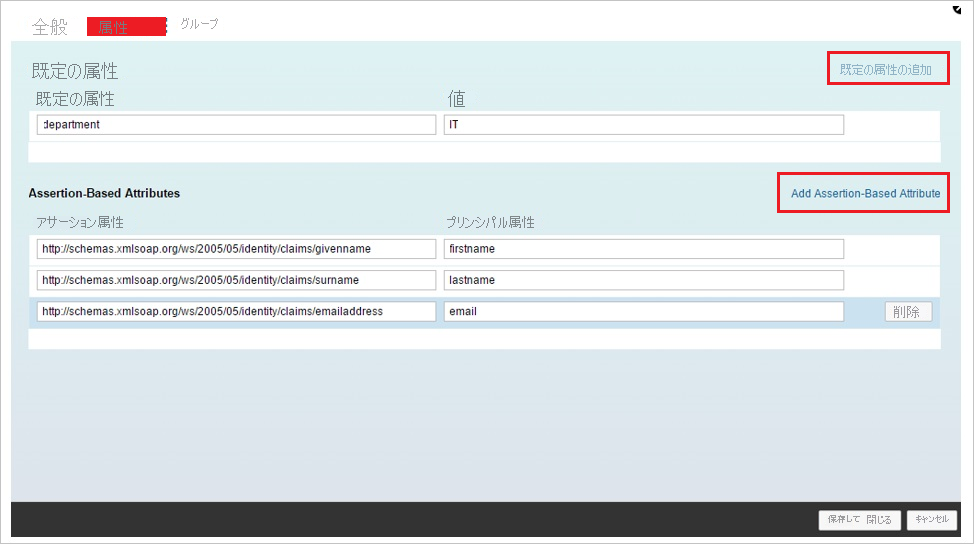 全般 属性 グループ
既定の属性 既定の属性の追加
既定の属性 値
department IT
Assertion-Based Attributes Add Assertion-Based Attribute
アサーション属性 プリンシパル属性
http://schemas.xmlsoap.org/ws/2005/05/identity/claims/givenname firstname
http://schemas.xmlsoap.org/ws/2005/05/identity/claims/surname lastname
http://schemas.xmlsoap.org/ws/2005/05/identity/claims/emailaddress email 削除
保存して 閉じる キャンセル